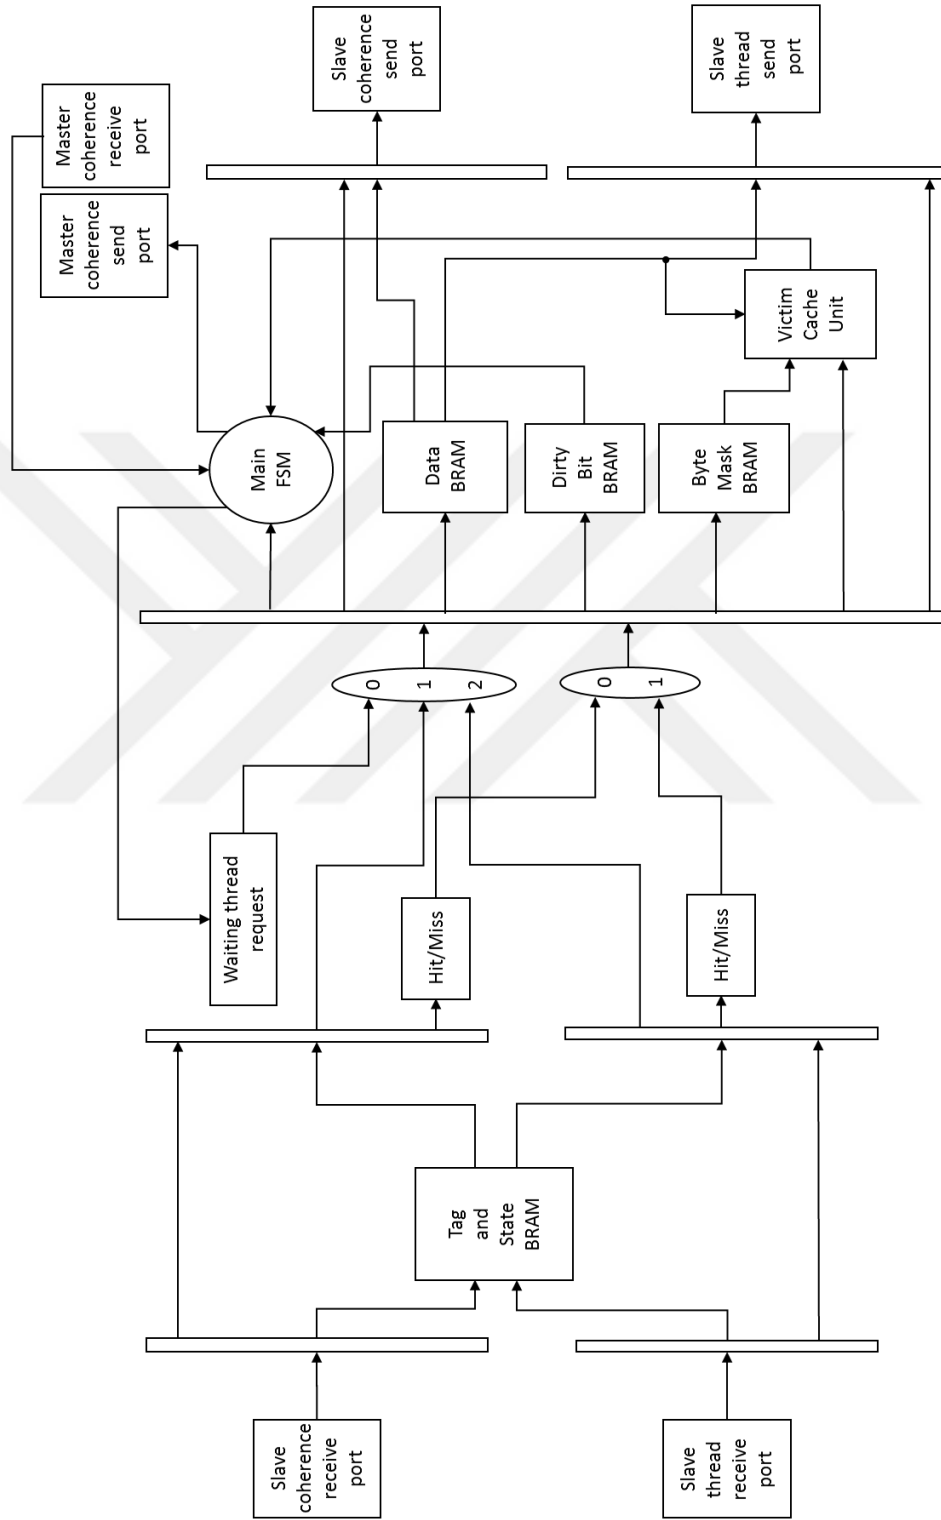 Slave
coherence
receive
port
Slave
thread
receive
port
Tag
and
State
BRAM
Waiting thread
request
Hit/Miss
Hit/Miss
0
1
2
0
1
Main
FSM
Data
BRAM
Dirty
Bit
BRAM
Byte
Mask
BRAM
Victim
Cache
Unit
Master
coherence
send
port
Master
coherence
receive
port
Slave
coherence
send
port
Slave
thread
send
port